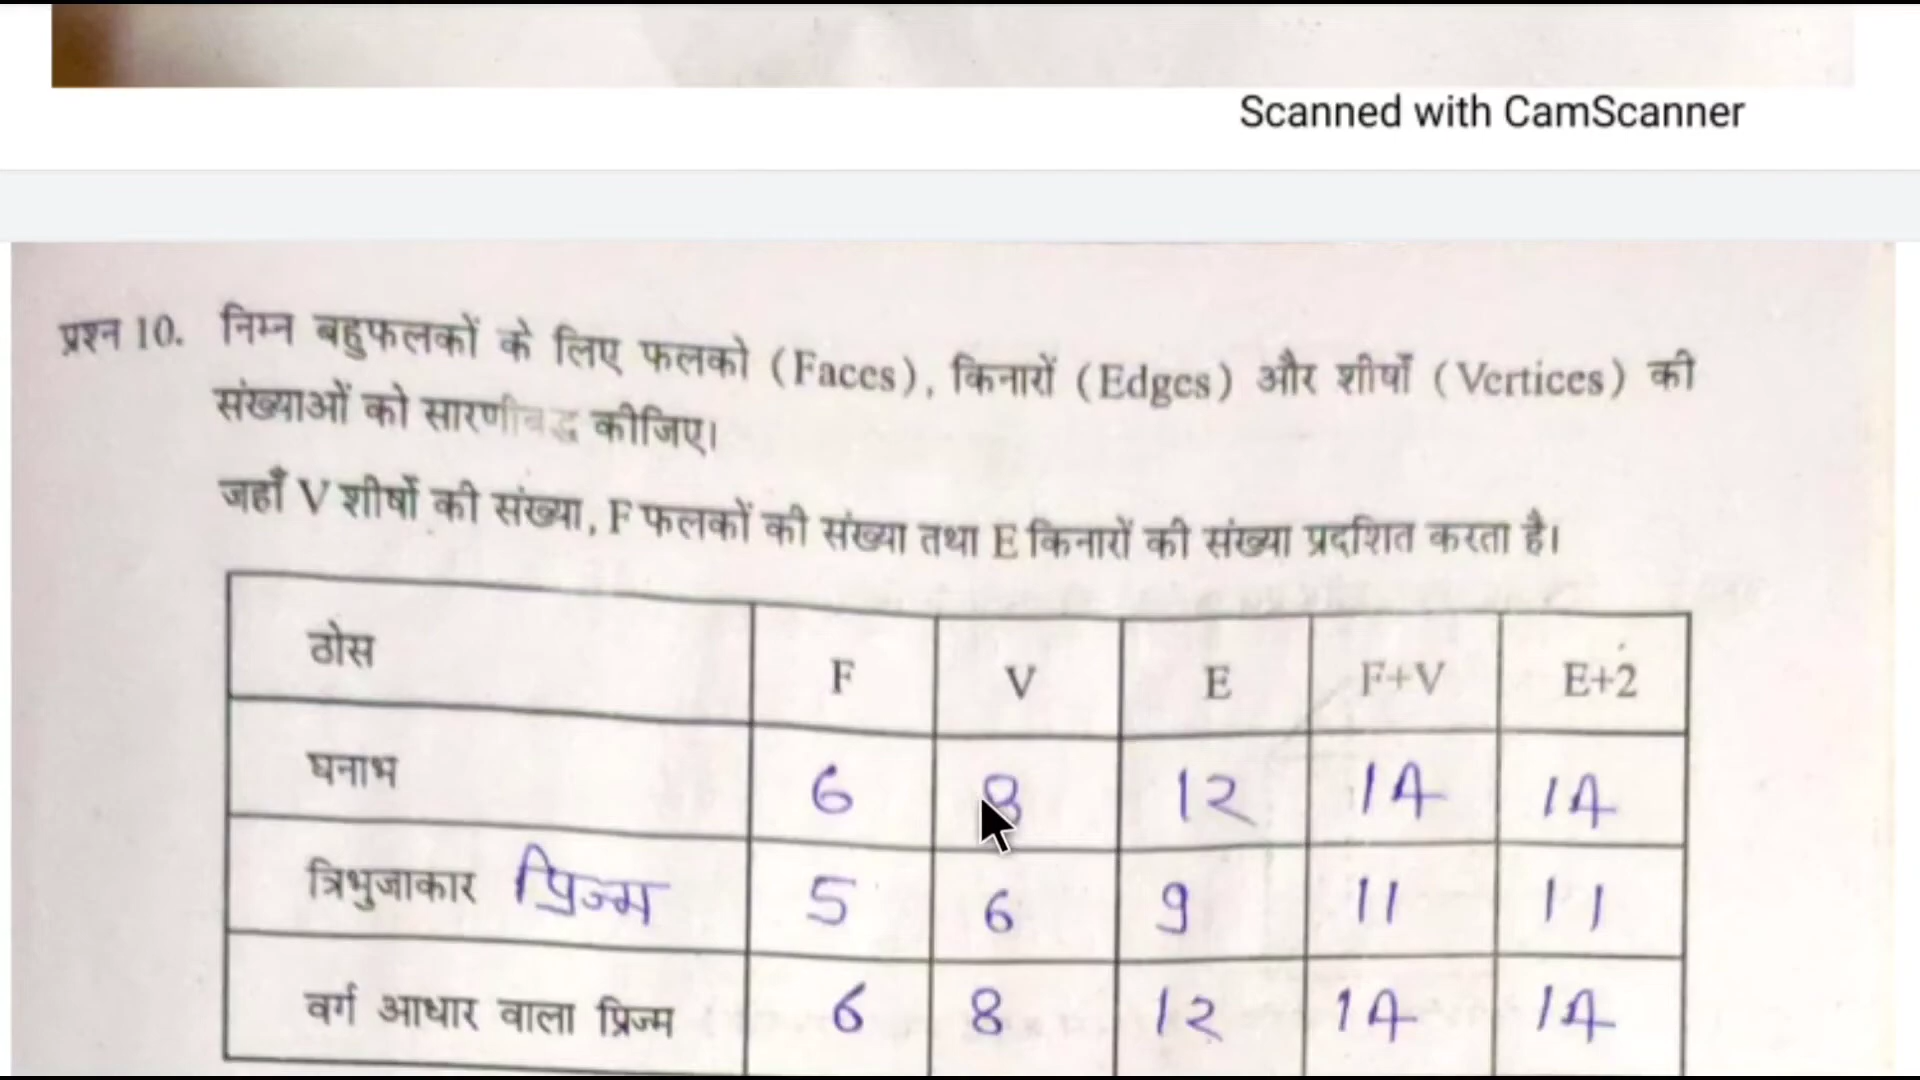 Scanned with CamScanner
प्रश्न 10. निम्न बहुफलकों के लिए फलको (Faces), किनारों (Edges) और शीर्षों (Vertices) की
संख्याओं को सारणीबद्ध कीजिए।
जहाँ V शीर्षों की संख्या, F फलकों की संख्या तथा E किनारों की संख्या प्रदर्शित करता है।
ठोस F V E F+V E+2
घनाभ 6 8 12 14 14
त्रिभुजाकार प्रिज्म 5 6 9 11 11
वर्ग आधार वाला प्रिज्म 6 8 12 14 14